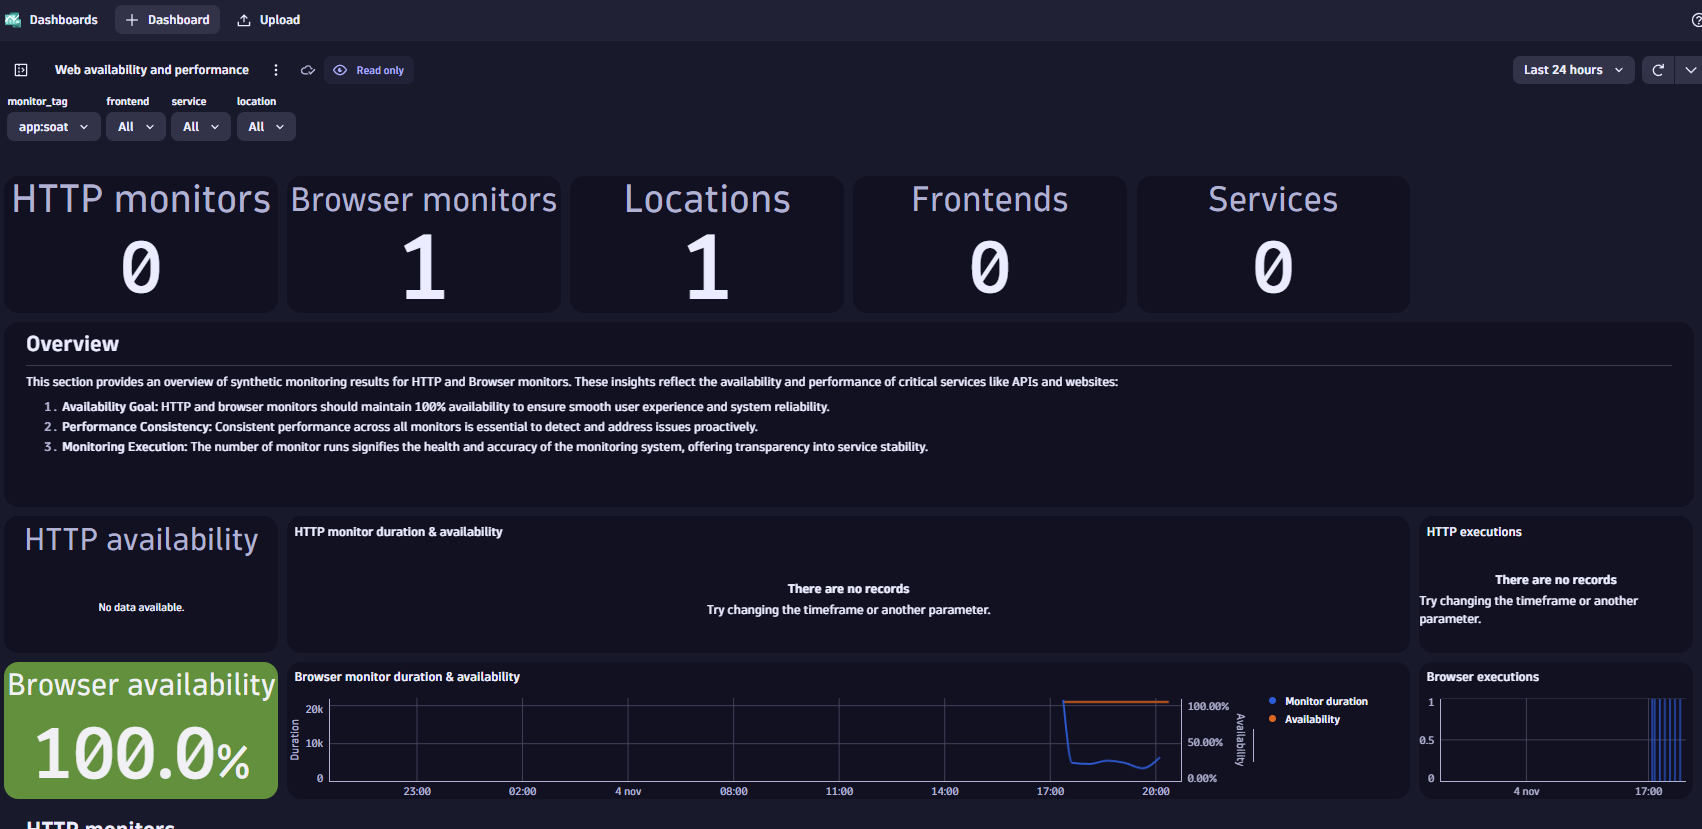 Dashboards
Dashboard
Upload
Web availability and performance
Read only
Last 24 hours
monitor_tag
frontend
service
location
app:soat
All
All
All
HTTP monitors
0
Browser monitors
1
Locations
1
Frontends
0
Services
0
Overview
This section provides an overview of synthetic monitoring results for HTTP and Browser monitors. These insights reflect the availability and performance of critical services like APIs and websites:
1. Availability Goal: HTTP and browser monitors should maintain 100% availability to ensure smooth user experience and system reliability.
2. Performance Consistency: Consistent performance across all monitors is essential to detect and address issues proactively.
3. Monitoring Execution: The number of monitor runs signifies the health and accuracy of the monitoring system, offering transparency into service stability.
HTTP availability
No data available.
HTTP monitor duration & availability
There are no records
Try changing the timeframe or another parameter.
HTTP executions
There are no records
Try changing the timeframe or another
parameter.
Browser availability
100.0%
Browser monitor duration & availability
Duration
20k
10k
0
23:00
02:00
4 nov
08:00
11:00
14:00
17:00
20:00
100.00%
50.00%
0.00%
Availability
Monitor duration
Availability
Browser executions
1
0.5
0
4 nov
17:00
HTTP monitors